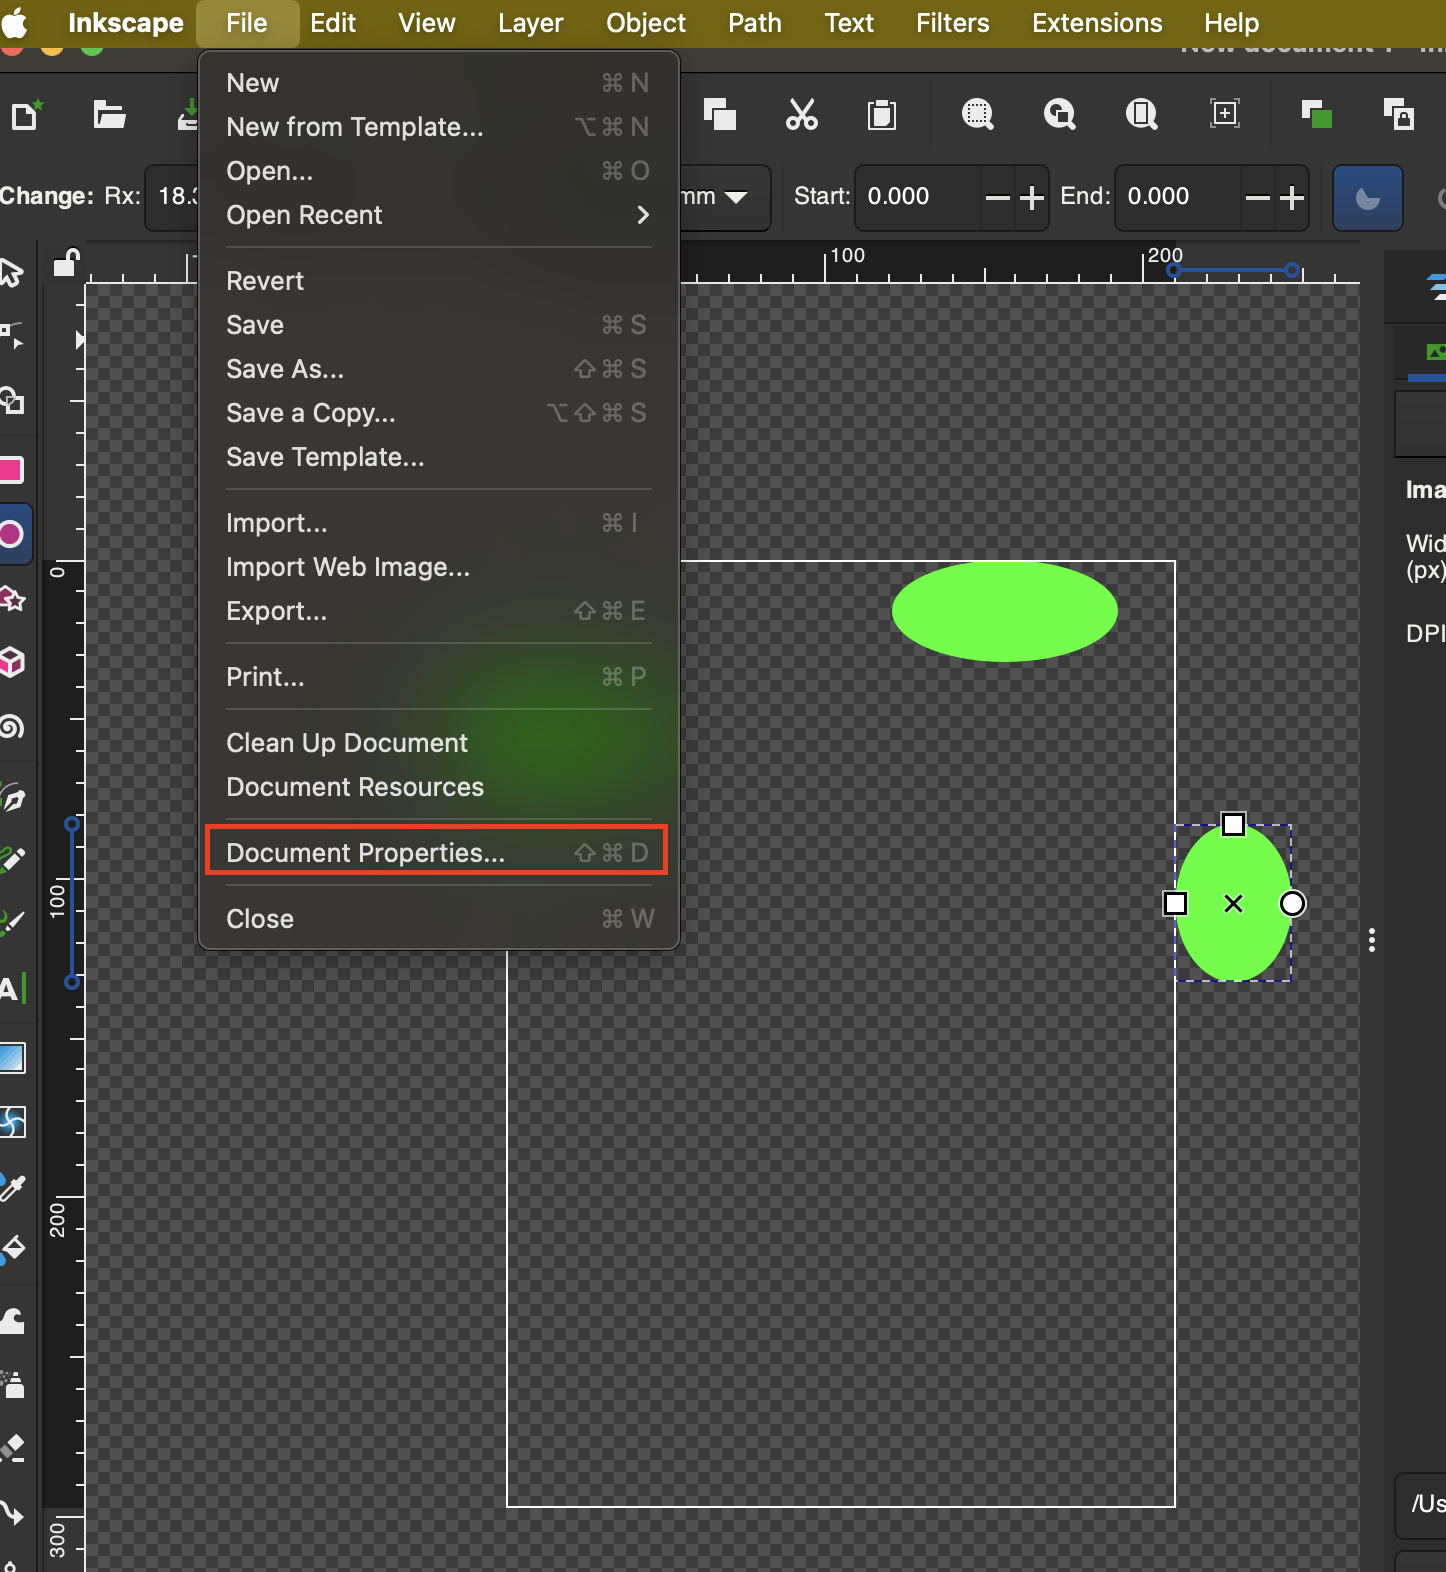 Inkscape File Edit View Layer Object Path Text Filters Extensions Help
New ⌘ N
New from Template... ⌥ ⌘ N
Open... ⌘ O
Open Recent
Revert
Save ⌘ S
Save As... ⇧ ⌘ S
Save a Copy... ⌥ ⇧ ⌘ S
Save Template...
Import... ⌘ I
Import Web Image...
Export... ⇧ ⌘ E
Print... ⌘ P
Clean Up Document
Document Resources
Document Properties... ⇧ ⌘ D
Close ⌘ W
Change: Rx: 18.3 mm Start: 0.000 End: 0.000
100 200
0
100
200
300
Ima
Wid
(px)
DPI
/Us